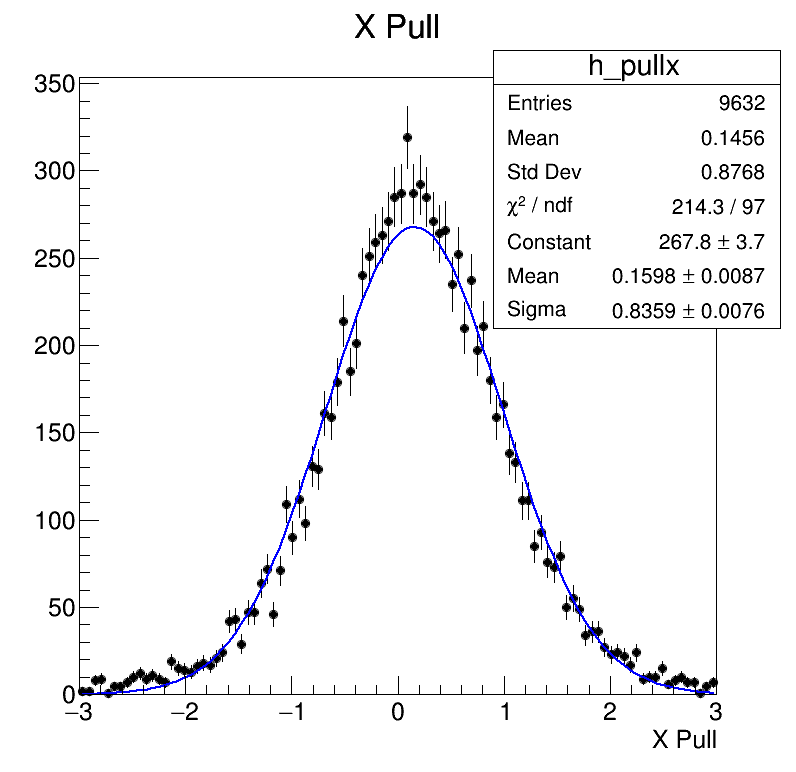 X Pull
h_pullx
Entries 9632
Mean 0.1456
Std Dev 0.8768
χ² / ndf 214.3 / 97
Constant 267.8 ± 3.7
Mean 0.1598 ± 0.0087
Sigma 0.8359 ± 0.0076
350
300
250
200
150
100
50
0
−3 −2 −1 0 1 2 3
X Pull